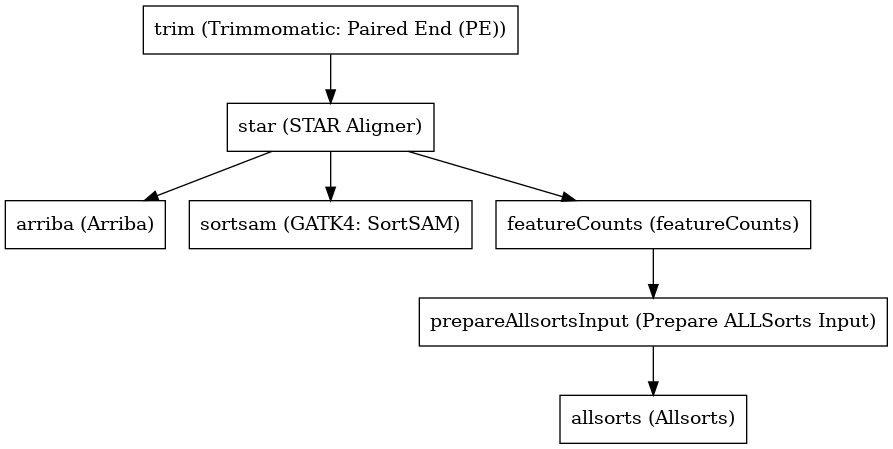 trim (Trimmomatic: Paired End (PE))
star (STAR Aligner)
arriba (Arriba)
sortsam (GATK4: SortSAM)
featureCounts (featureCounts)
prepareAllsortsInput (Prepare ALLSorts Input)
allsorts (Allsorts)